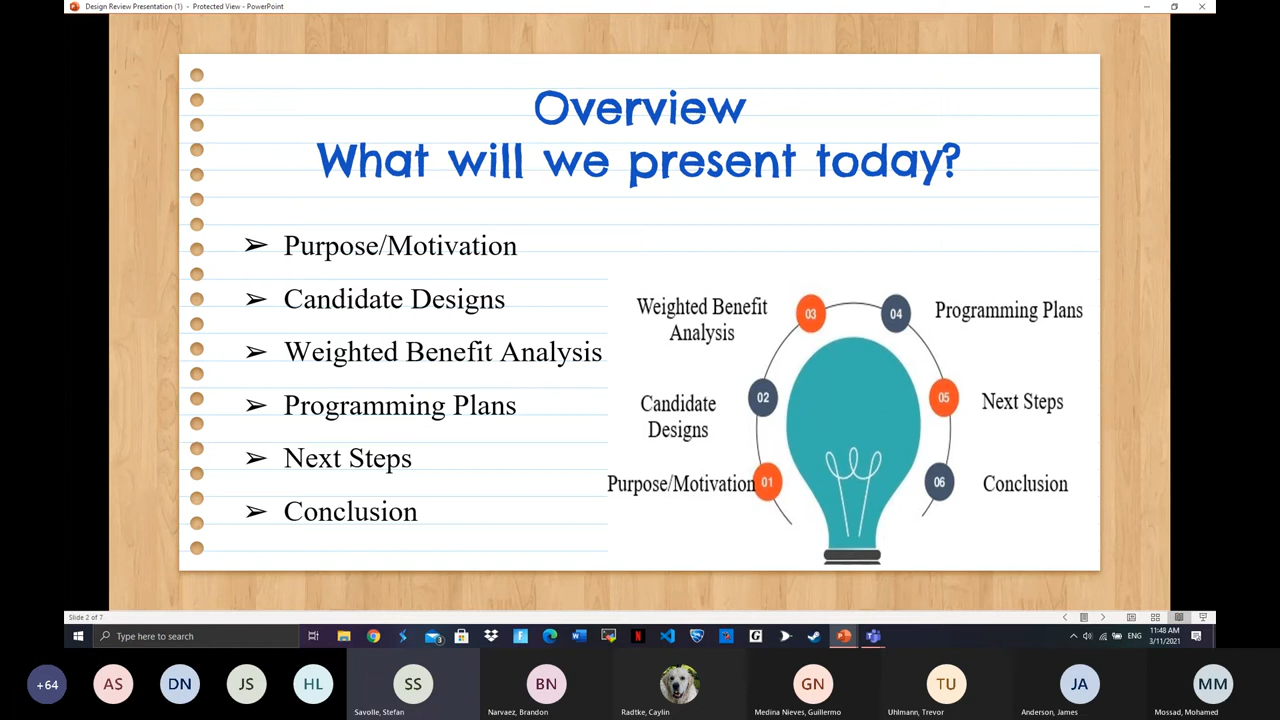 Design Review Presentation (1) - Protected View - PowerPoint
Overview
What will we present today?
➢ Purpose/Motivation
➢ Candidate Designs
➢ Weighted Benefit Analysis
➢ Programming Plans
➢ Next Steps
➢ Conclusion
Weighted Benefit
Analysis
03
04
Programming Plans
02
Candidate
Designs
05
Next Steps
Purpose/Motivation
01
06
Conclusion
Slide 2 of 7
Type here to search
3
N
G
ENG
11:48 AM
3/11/2021
+64
AS
DN
JS
HL
SS
BN
GN
TU
JA
MM
Savolle, Stefan
Narvaez, Brandon
Radtke, Caylin
Medina Nieves, Guillermo
Uhlmann, Trevor
Anderson, James
Mossad, Mohamed